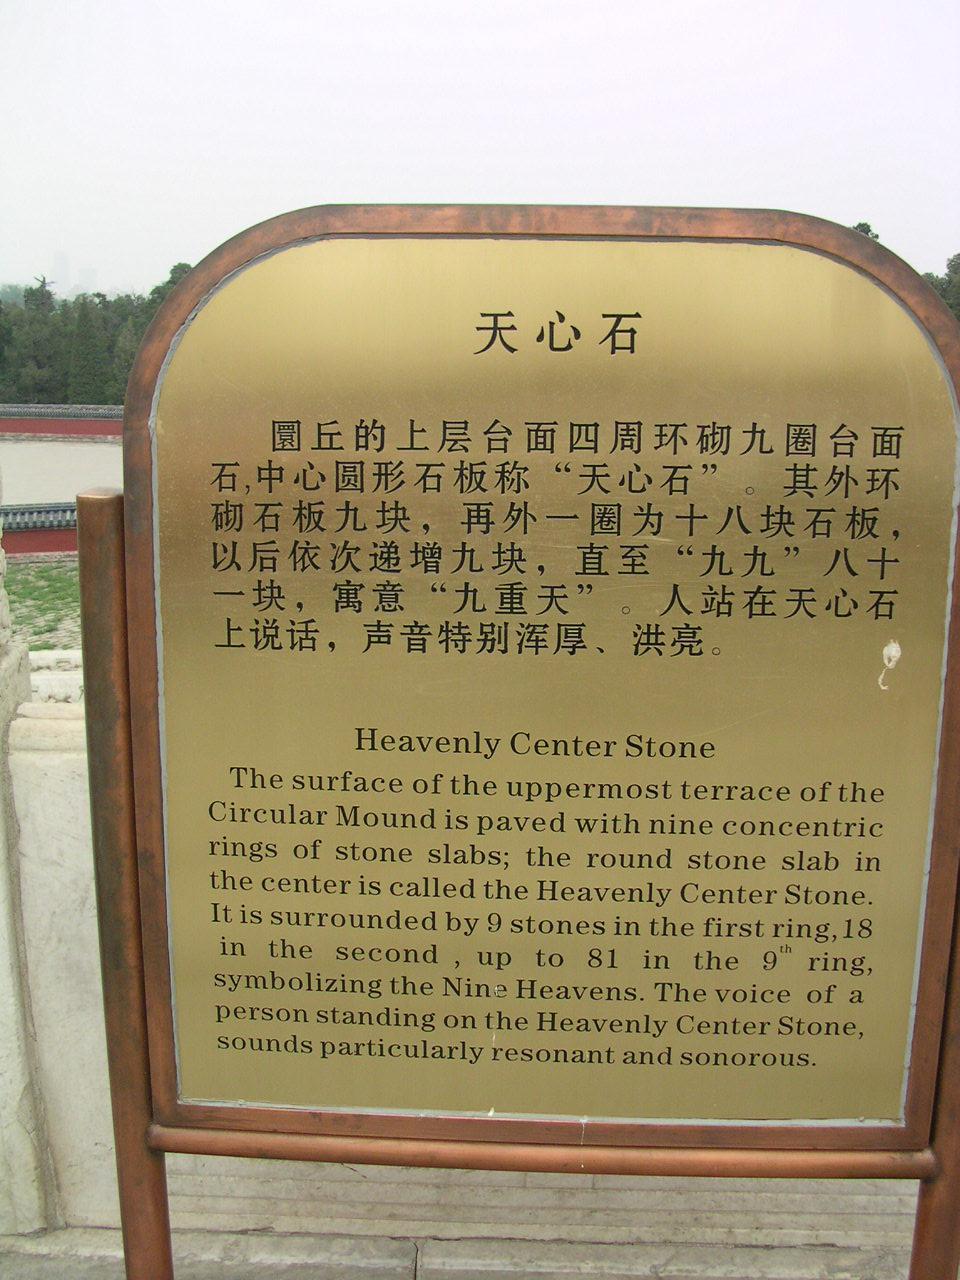 天心石
圜丘的上层台面四周环砌九圈台面
石,中心圆形石板称“天心石”。其外环
砌石板九块，再外一圈为十八块石板，
以后依次递增九块，直至“九九”八十
一块，寓意“九重天”。人站在天心石
上说话，声音特别浑厚、洪亮。
Heavenly Center Stone
The surface of the uppermost terrace of the
Circular Mound is paved with nine concentric
rings of stone slabs; the round stone slab in
the center is called the Heavenly Center Stone.
It is surrounded by 9 stones in the first ring, 18
in the second , up to 81 in the 9th ring,
symbolizing the Nine Heavens. The voice of a
person standing on the Heavenly Center Stone,
sounds particularly resonant and sonorous.